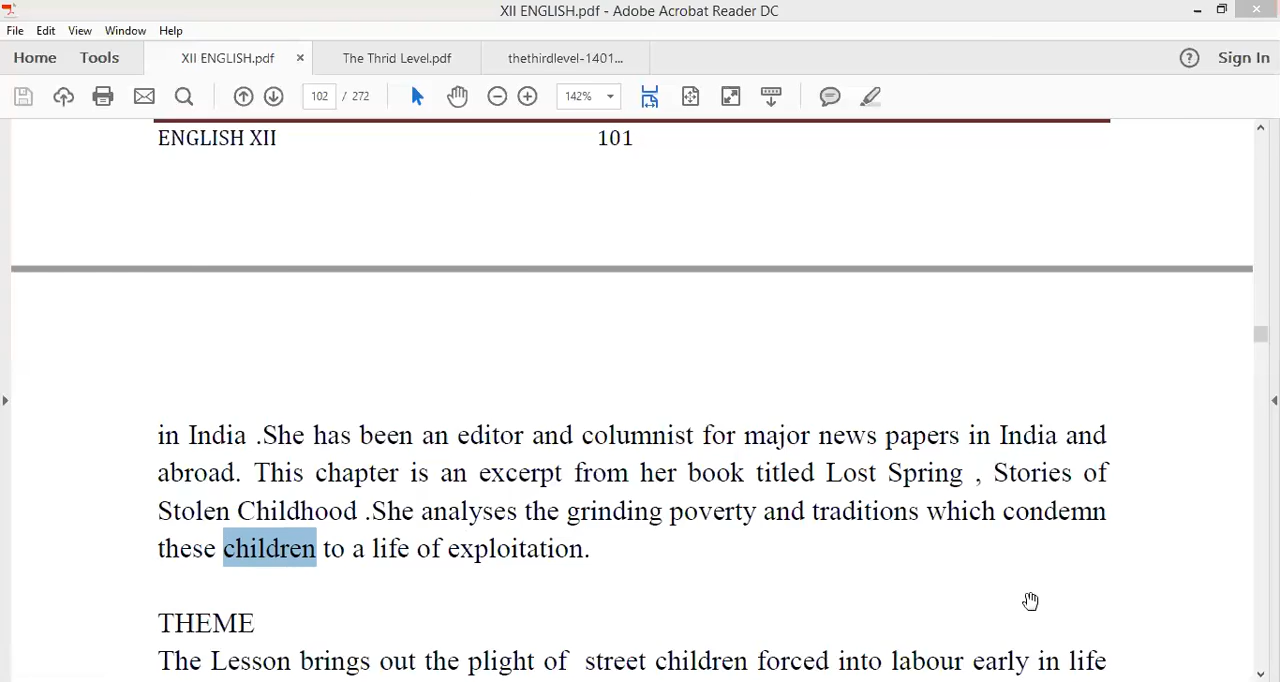 XII ENGLISH.pdf - Adobe Acrobat Reader DC
File Edit View Window Help
Home Tools XII ENGLISH.pdf × The Thrid Level.pdf thethirdlevel-1401... ? Sign In
102 / 272 142%
ENGLISH XII 101
in India .She has been an editor and columnist for major news papers in India and
abroad. This chapter is an excerpt from her book titled Lost Spring , Stories of
Stolen Childhood .She analyses the grinding poverty and traditions which condemn
these children to a life of exploitation.
THEME
The Lesson brings out the plight of street children forced into labour early in life